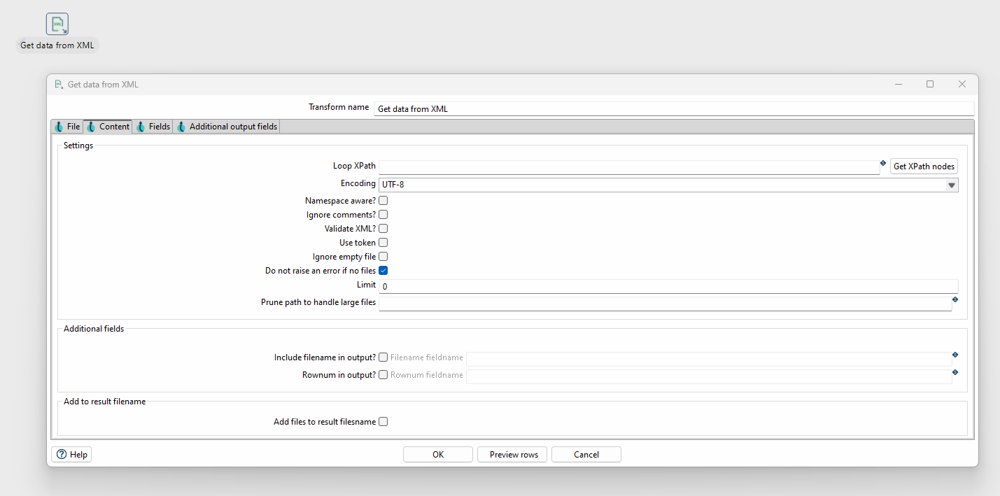 XML
Get data from XML
Get data from XML
Transform name Get data from XML
File Content Fields Additional output fields
Settings
Loop XPath Get XPath nodes
Encoding UTF-8
Namespace aware?
Ignore comments?
Validate XML?
Use token
Ignore empty file
Do not raise an error if no files
Limit 0
Prune path to handle large files
Additional fields
Include filename in output? Filename fieldname
Rownum in output? Rownum fieldname
Add to result filename
Add files to result filesname
? Help OK Preview rows Cancel